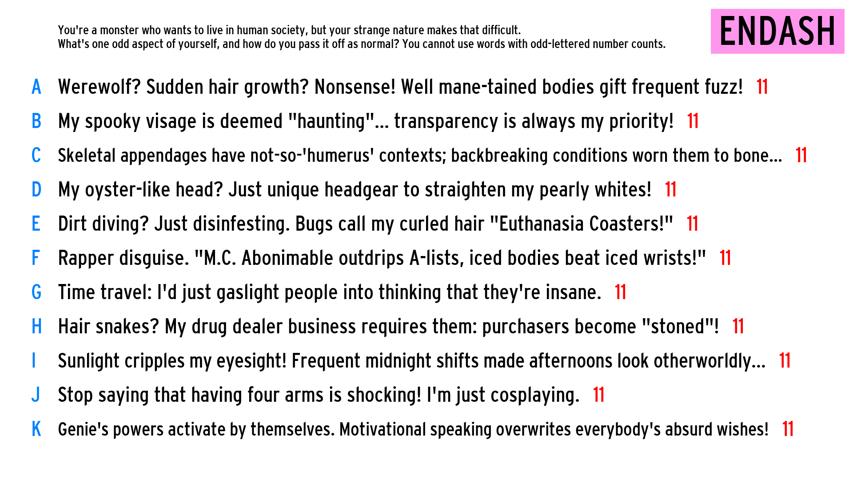 You're a monster who wants to live in human society, but your strange nature makes that difficult.
What's one odd aspect of yourself, and how do you pass it off as normal? You cannot use words with odd-lettered number counts.
ENDASH
A Werewolf? Sudden hair growth? Nonsense! Well mane-tained bodies gift frequent fuzz! 11
B My spooky visage is deemed "haunting"... transparency is always my priority! 11
C Skeletal appendages have not-so-'humerus' contexts; backbreaking conditions worn them to bone... 11
D My oyster-like head? Just unique headgear to straighten my pearly whites! 11
E Dirt diving? Just disinfesting. Bugs call my curled hair "Euthanasia Coasters!" 11
F Rapper disguise. "M.C. Abonimable outdrips A-lists, iced bodies beat iced wrists!" 11
G Time travel: I'd just gaslight people into thinking that they're insane. 11
H Hair snakes? My drug dealer business requires them: purchasers become "stoned"! 11
I Sunlight cripples my eyesight! Frequent midnight shifts made afternoons look otherworldly... 11
J Stop saying that having four arms is shocking! I'm just cosplaying. 11
K Genie's powers activate by themselves. Motivational speaking overwrites everybody's absurd wishes! 11